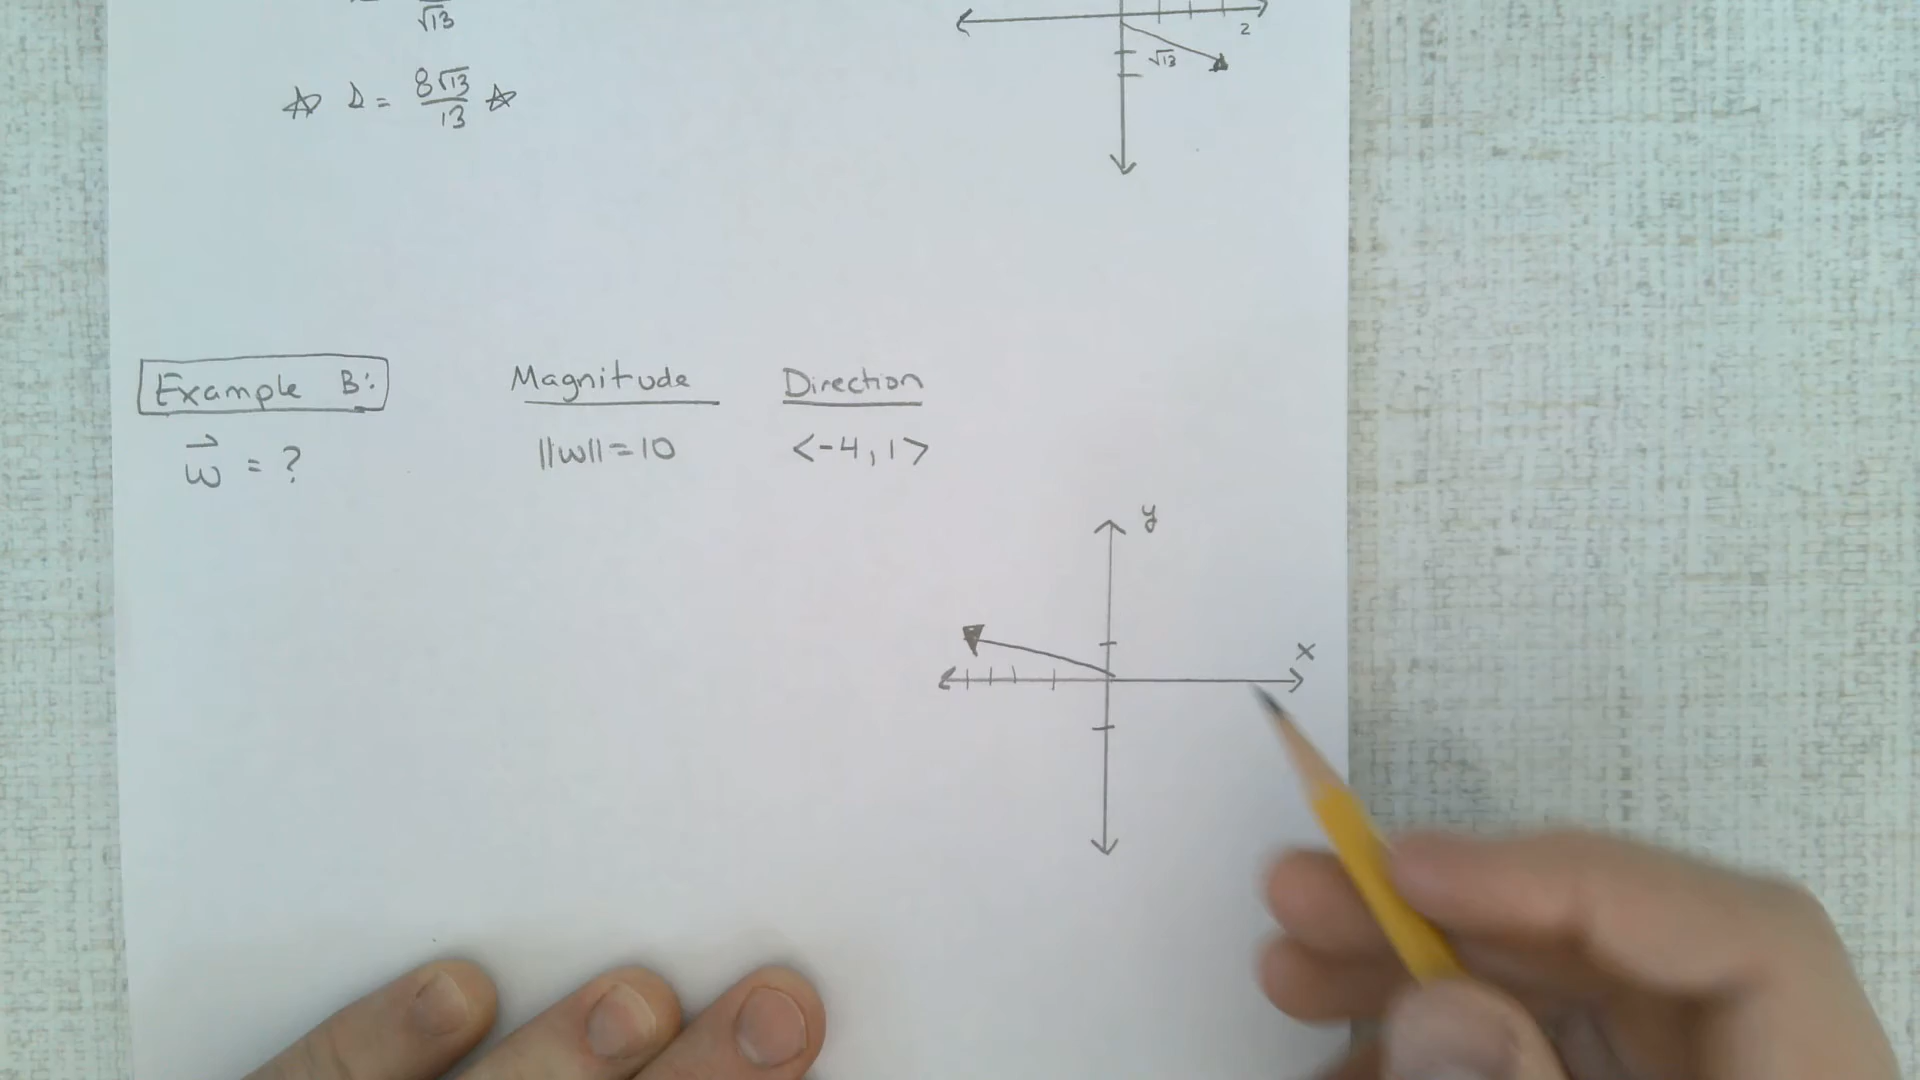 √13
2
√13
☆ Δ = 8√13/13 ☆
Example B: Magnitude Direction
w⃗ = ? ||w||=10 <-4,1>
y
x